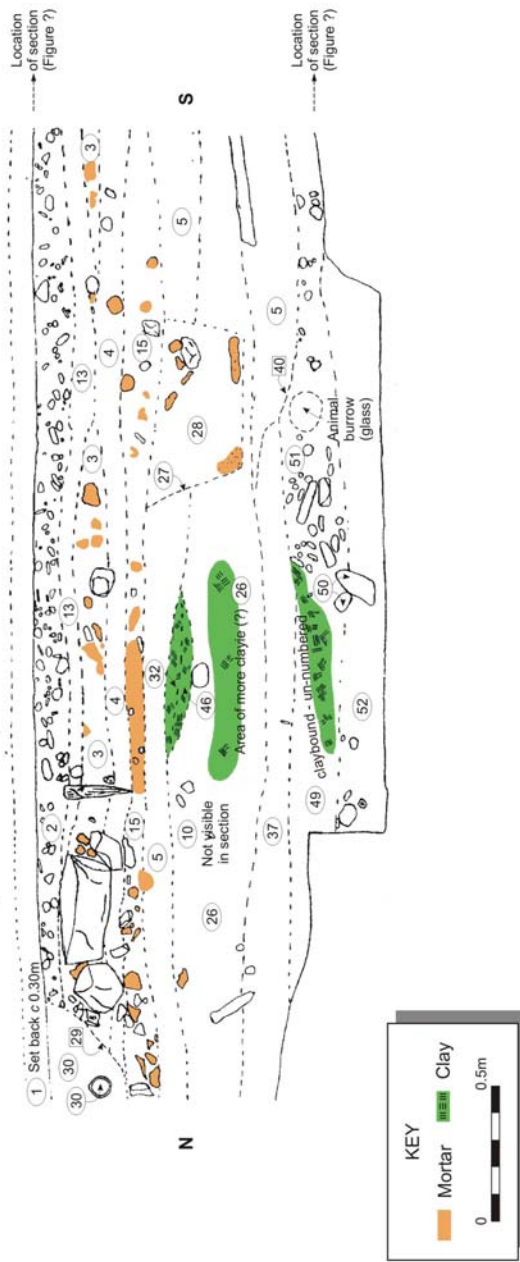 Location
of section
(Figure ?)
S
Location
of section
(Figure ?)
3
13
4
15
5
5
40
3
28
27
51
Animal
burrow
(glass)
13
4
32
46
26
Area of more clayie (?)
50
claybound - un-numbered
52
3
2
15
5
10
Not visible
in section
26
37
49
1 Set back c 0.30m
30
29
30
N
KEY
Mortar
Clay
0
0.5m